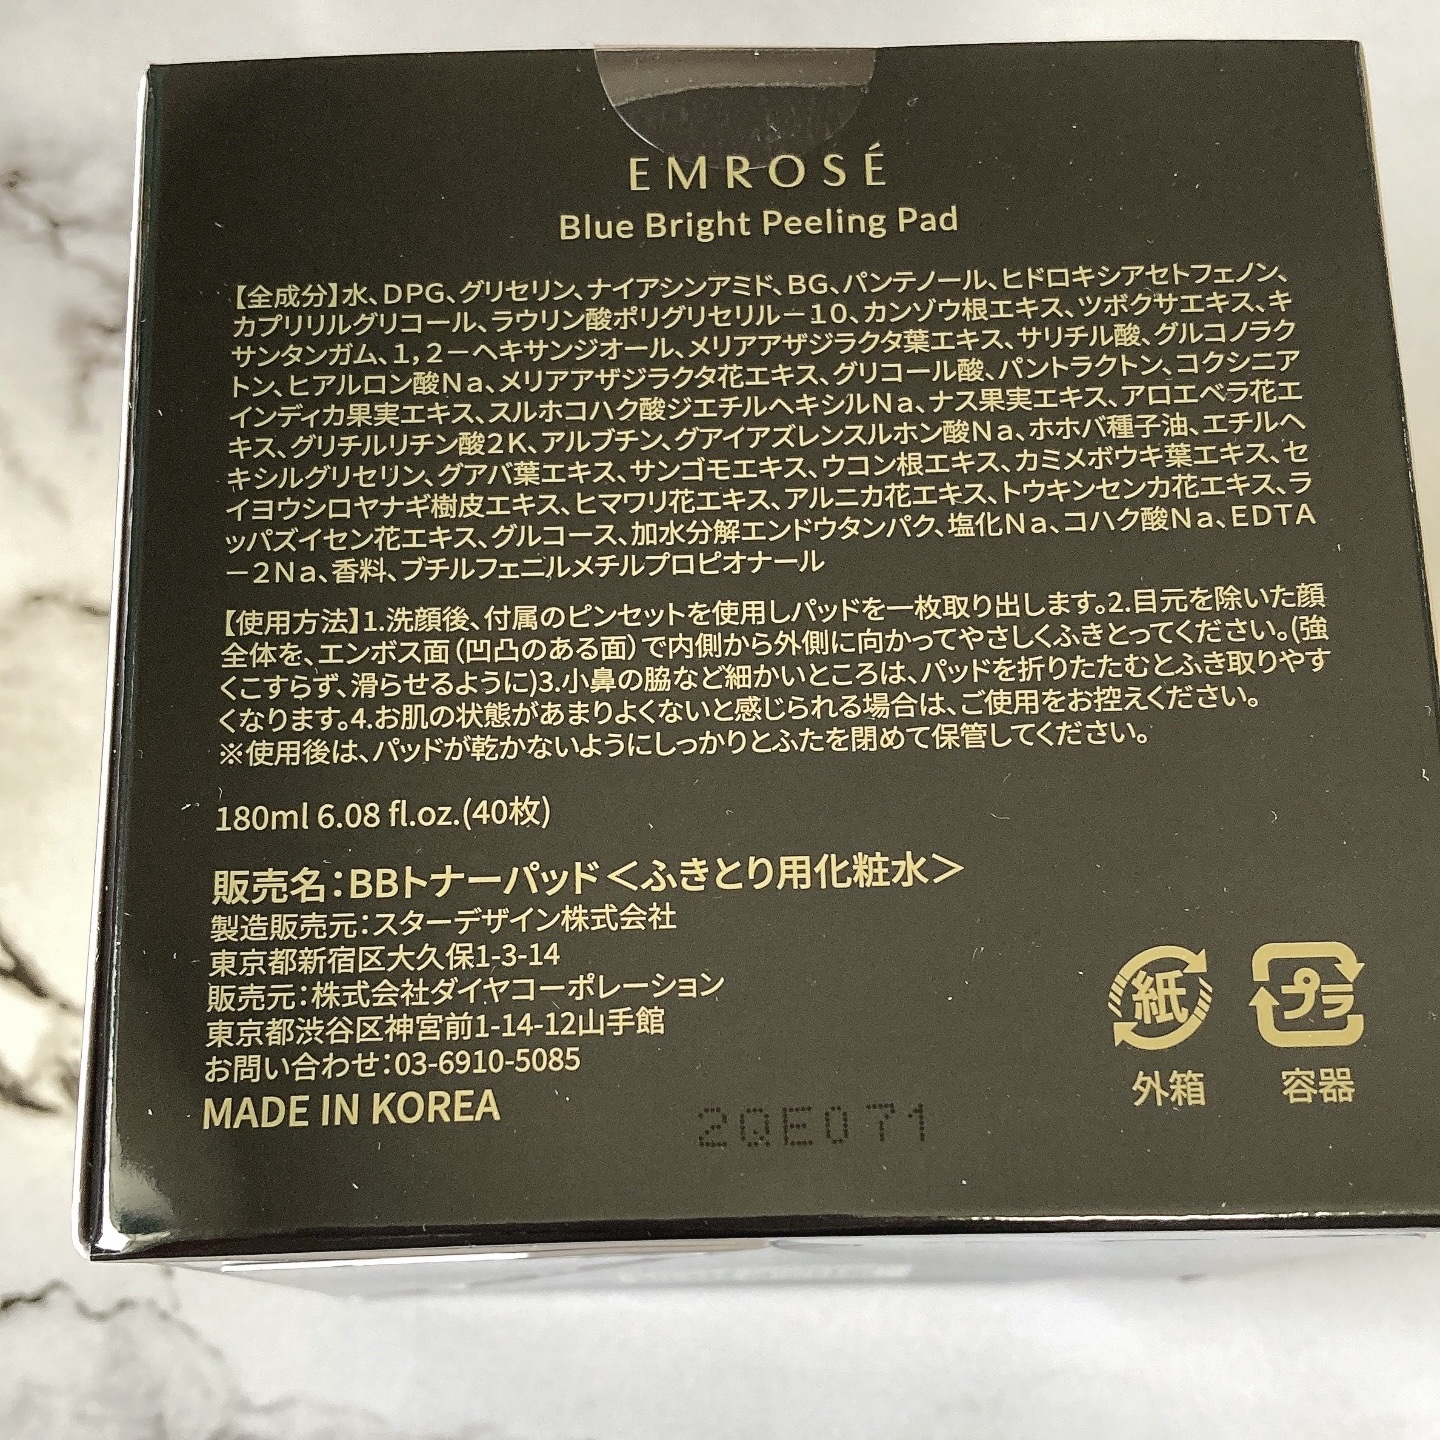 EMROSÉ
Blue Bright Peeling Pad
【全成分】水、DPG、グリセリン、ナイアシンアミド、BG、パンテノール、ヒドロキシアセトフェノン、
カプリリルグリコール、ラウリン酸ポリグリセリル－10、カンゾウ根エキス、ツボクサエキス、キ
サンタンガム、1，2－ヘキサンジオール、メリアアザジラクタ葉エキス、サリチル酸、グルコノラク
トン、ヒアルロン酸Na、メリアアザジラクタ花エキス、グリコール酸、パントラクトン、コクシニア
インディカ果実エキス、スルホコハク酸ジエチルヘキシルNa、ナス果実エキス、アロエベラ花エ
キス、グリチルリチン酸2K、アルブチン、グアイアズレンスルホン酸Na、ホホバ種子油、エチルヘ
キシルグリセリン、グアバ葉エキス、サンゴモエキス、ウコン根エキス、カミメボウキ葉エキス、セ
イヨウシロヤナギ樹皮エキス、ヒマワリ花エキス、アルニカ花エキス、トウキンセンカ花エキス、ラ
ッパズイセン花エキス、グルコース、加水分解エンドウタンパク、塩化Na、コハク酸Na、EDTA
－2Na、香料、ブチルフェニルメチルプロピオナール
【使用方法】1.洗顔後、付属のピンセットを使用しパッドを一枚取り出します。2.目元を除いた顔
全体を、エンボス面（凹凸のある面）で内側から外側に向かってやさしくふきとってください。(強
くこすらず、滑らせるように)3.小鼻の脇など細かいところは、パッドを折りたたむとふき取りやす
くなります。4.お肌の状態があまりよくないと感じられる場合は、ご使用をお控えください。
※使用後は、パッドが乾かないようにしっかりとふたを閉めて保管してください。
180ml 6.08 fl.oz.(40枚)
販売名：BBトナーパッド＜ふきとり用化粧水＞
製造販売元：スターデザイン株式会社
東京都新宿区大久保1-3-14
販売元：株式会社ダイヤコーポレーション
東京都渋谷区神宮前1-14-12山手館
お問い合わせ：03-6910-5085
MADE IN KOREA
2QE071
紙 プラ
外箱 容器